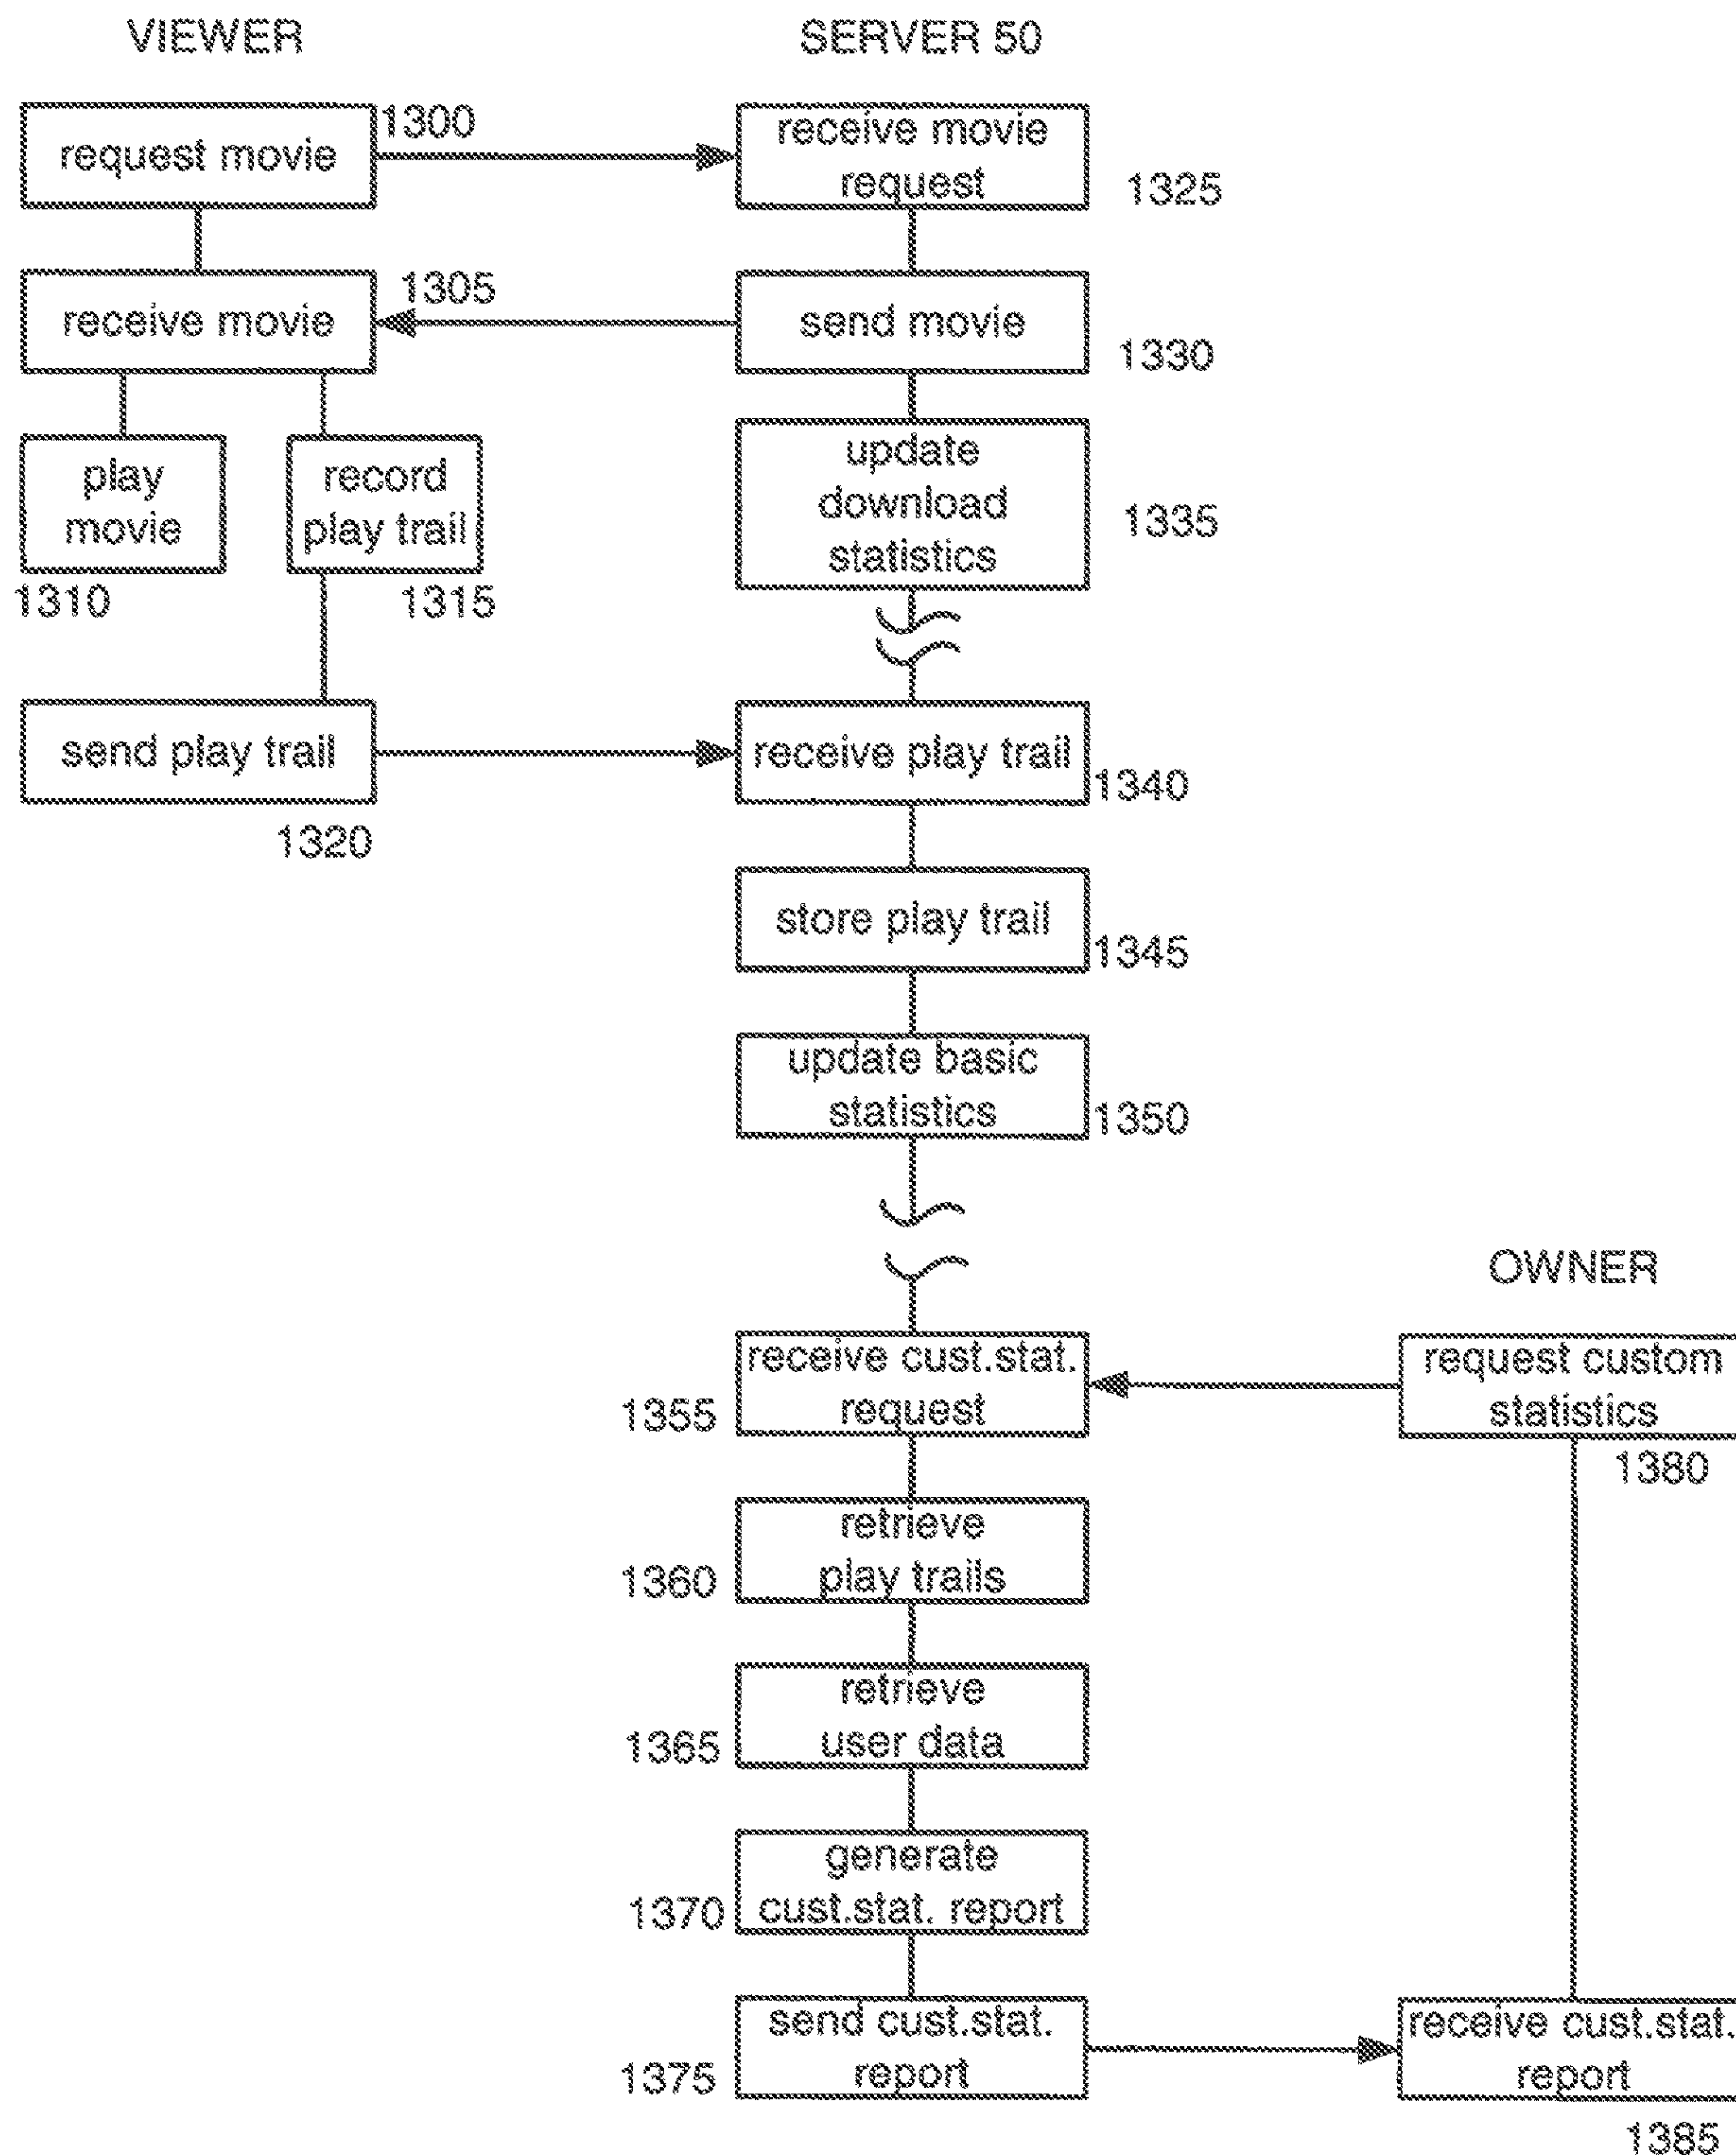 VIEWER
SERVER 50
request movie
1300
receive movie
request
1325
receive movie
1305
send movie
1330
play
movie
1310
record
play trail
1315
update
download
statistics
1335
send play trail
1320
receive play trail
1340
store play trail
1345
update basic
statistics
1350
OWNER
receive cust.stat.
request
1355
request custom
statistics
1380
retrieve
play trails
1360
retrieve
user data
1365
generate
cust.stat. report
1370
send cust.stat.
report
1375
receive cust.stat.
report
1385